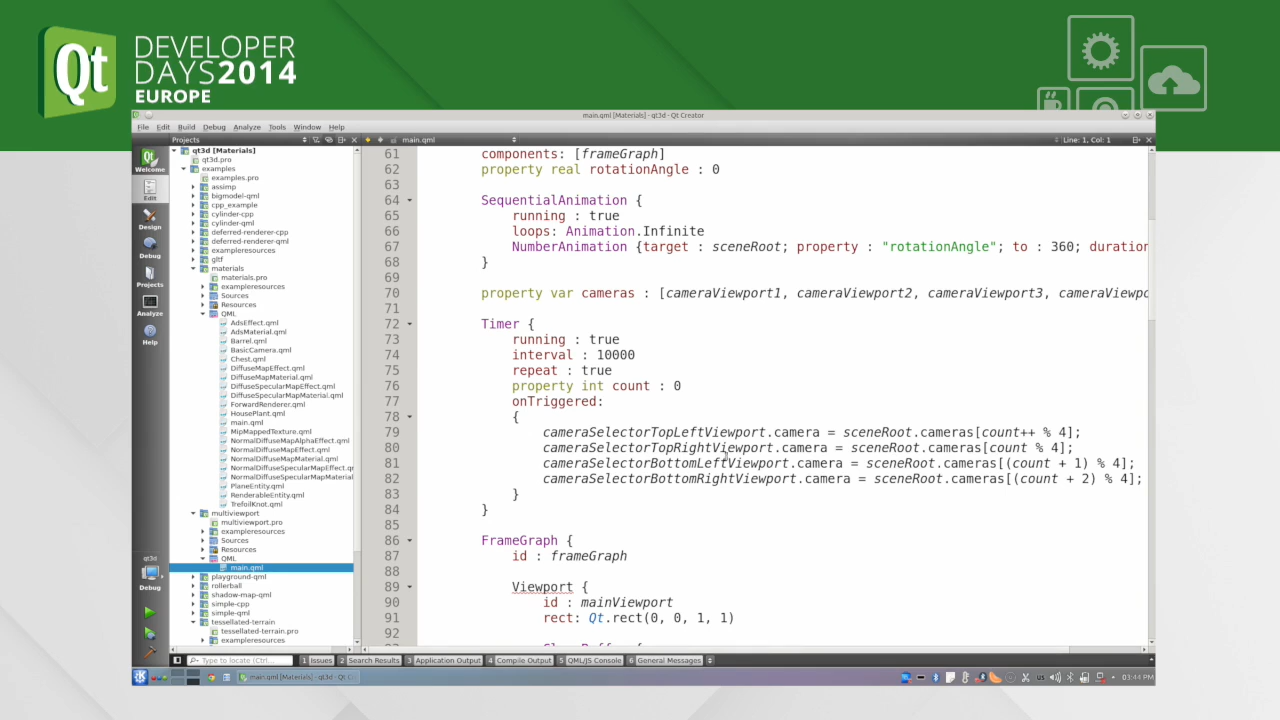 Qt
DEVELOPER
DAYS2014
EUROPE
main.qml [Materials] - qt3d - Qt Creator
File Edit Build Debug Analyze Tools Window Help
Projects
main.qml
Line: 1, Col: 1
Welcome
Edit
Design
Debug
Projects
Analyze
Help
qt3d
Debug
qt3d [Materials]
qt3d.pro
examples
examples.pro
assimp
bigmodel-qml
cpp_example
cylinder-cpp
cylinder-qml
deferred-renderer-cpp
deferred-renderer-qml
exampleresources
gltf
materials
materials.pro
exampleresources
Sources
Resources
QML
AdsEffect.qml
AdsMaterial.qml
Barrel.qml
BasicCamera.qml
Chest.qml
DiffuseMapEffect.qml
DiffuseMapMaterial.qml
DiffuseSpecularMapEffect.qml
DiffuseSpecularMapMaterial.qml
ForwardRenderer.qml
HousePlant.qml
main.qml
MipMappedTexture.qml
NormalDiffuseMapAlphaEffect.qml
NormalDiffuseMapEffect.qml
NormalDiffuseMapMaterial.qml
NormalDiffuseSpecularMapEffect.qr
NormalDiffuseSpecularMapMaterial
PlaneEntity.qml
RenderableEntity.qml
TrefoilKnot.qml
multiviewport
multiviewport.pro
exampleresources
Sources
Resources
QML
main.qml
playground-qml
rollerball
shadow-map-qml
simple-cpp
simple-qml
tessellated-terrain
tessellated-terrain.pro
exampleresources
61 components: [frameGraph]
62 property real rotationAngle : 0
63
64 SequentialAnimation {
65 running : true
66 loops: Animation.Infinite
67 NumberAnimation {target : sceneRoot; property : "rotationAngle"; to : 360; duration
68 }
69
70 property var cameras : [cameraViewport1, cameraViewport2, cameraViewport3, cameraViewpo
71
72 Timer {
73 running : true
74 interval : 10000
75 repeat : true
76 property int count : 0
77 onTriggered:
78 {
79 cameraSelectorTopLeftViewport.camera = sceneRoot.cameras[count++ % 4];
80 cameraSelectorTopRightViewport.camera = sceneRoot.cameras[count % 4];
81 cameraSelectorBottomLeftViewport.camera = sceneRoot.cameras[(count + 1) % 4];
82 cameraSelectorBottomRightViewport.camera = sceneRoot.cameras[(count + 2) % 4];
83 }
84 }
85
86 FrameGraph {
87 id : frameGraph
88
89 Viewport {
90 id : mainViewport
91 rect: Qt.rect(0, 0, 1, 1)
92
Type to locate (Ctrl...
1 Issues 2 Search Results 3 Application Output 4 Compile Output 5 QML/JS Console 6 General Messages
main.qml [Materials] - qt3d - Qt C
us
03:44 PM